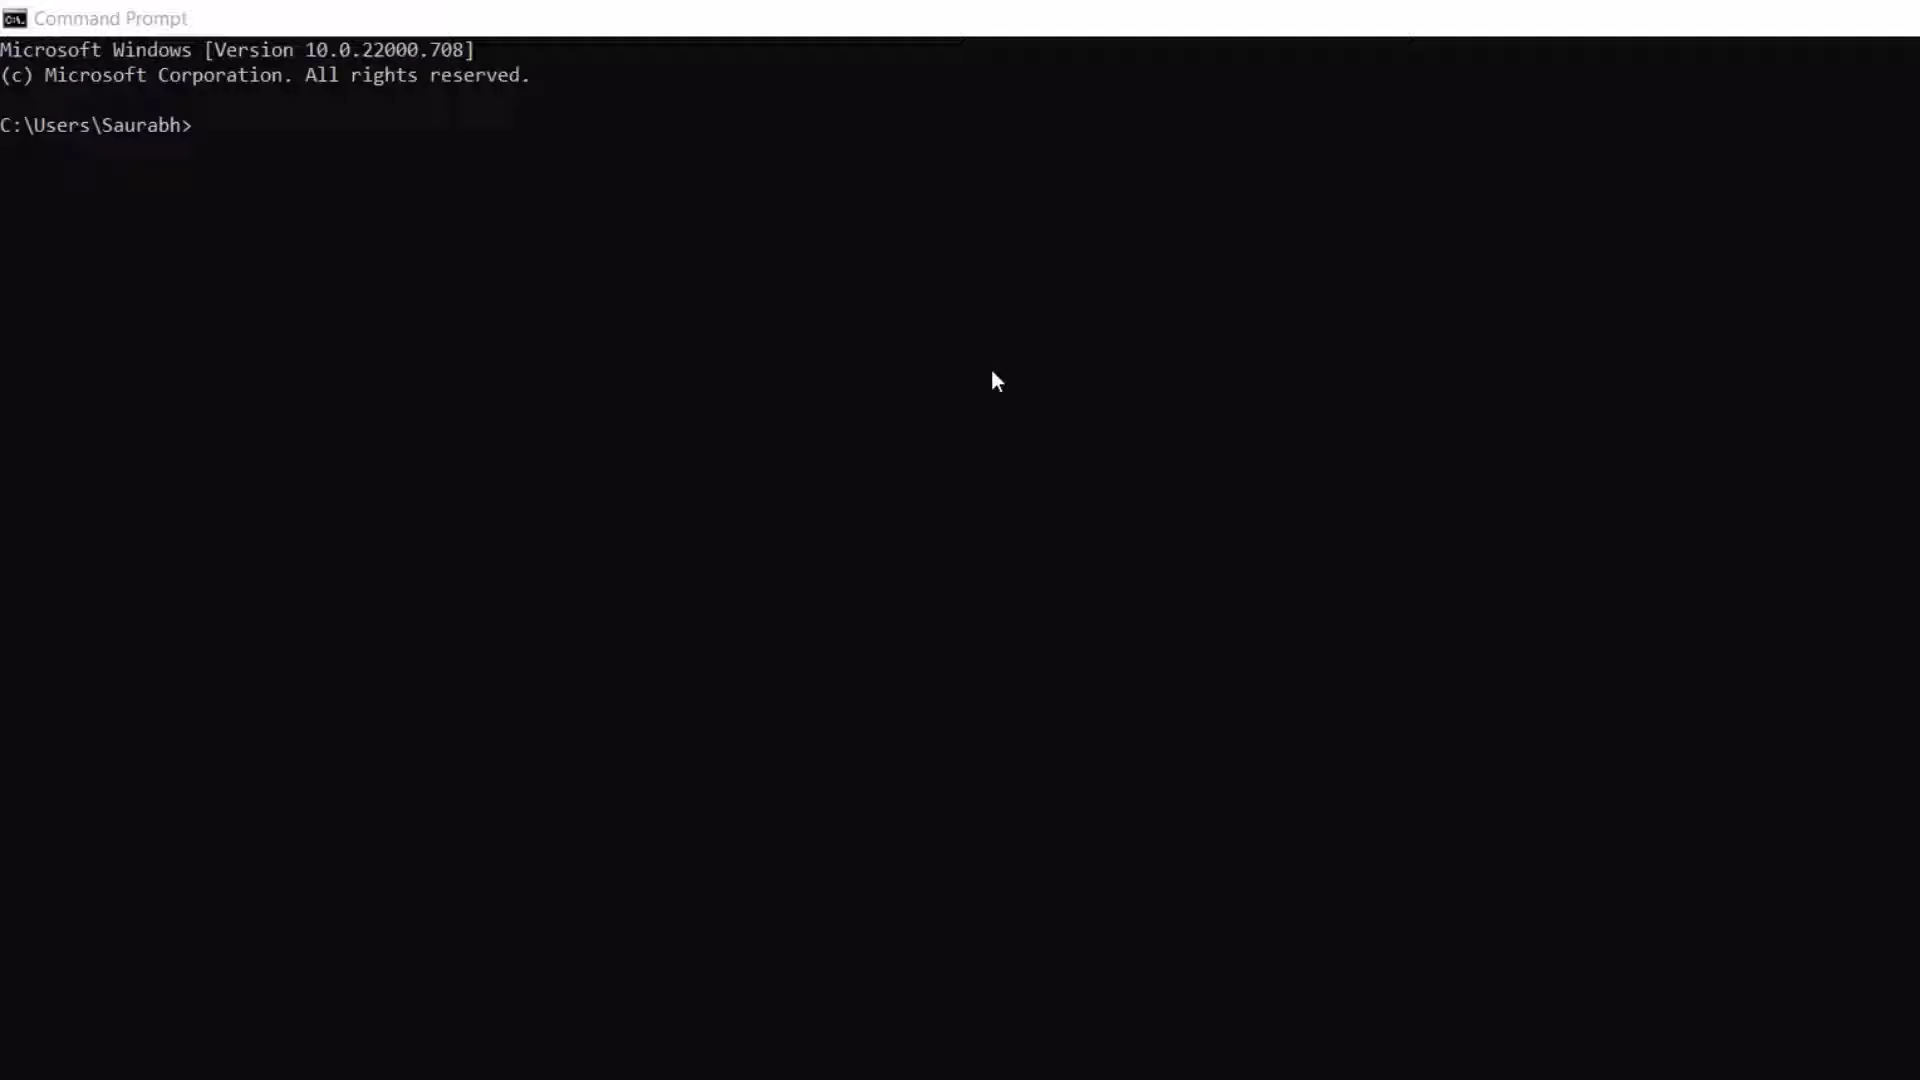 Command Prompt
Microsoft Windows [Version 10.0.22000.708]
(c) Microsoft Corporation. All rights reserved.
C:\Users\Saurabh>